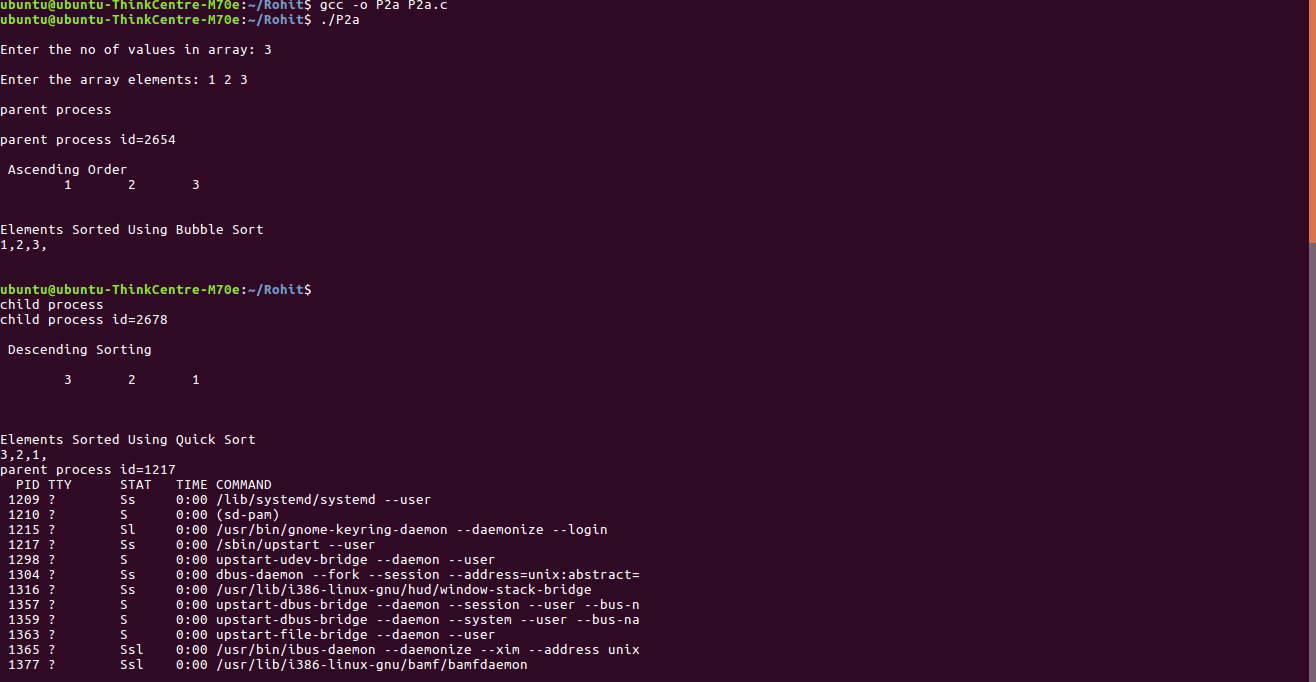 ubuntu@ubuntu-ThinkCentre-M70e:~/Rohit$ gcc -o P2a P2a.c
ubuntu@ubuntu-ThinkCentre-M70e:~/Rohit$ ./P2a
Enter the no of values in array: 3
Enter the array elements: 1 2 3
parent process
parent process id=2654
Ascending Order
1 2 3
Elements Sorted Using Bubble Sort
1,2,3,
ubuntu@ubuntu-ThinkCentre-M70e:~/Rohit$
child process
child process id=2678
Descending Sorting
3 2 1
Elements Sorted Using Quick Sort
3,2,1,
parent process id=1217
PID TTY STAT TIME COMMAND
1209 ? Ss 0:00 /lib/systemd/systemd --user
1210 ? S 0:00 (sd-pam)
1215 ? Sl 0:00 /usr/bin/gnome-keyring-daemon --daemonize --login
1217 ? Ss 0:00 /sbin/upstart --user
1298 ? S 0:00 upstart-udev-bridge --daemon --user
1304 ? Ss 0:00 dbus-daemon --fork --session --address=unix:abstract=
1316 ? Ss 0:00 /usr/lib/i386-linux-gnu/hud/window-stack-bridge
1357 ? S 0:00 upstart-dbus-bridge --daemon --session --user --bus-n
1359 ? S 0:00 upstart-dbus-bridge --daemon --system --user --bus-na
1363 ? S 0:00 upstart-file-bridge --daemon --user
1365 ? Ssl 0:00 /usr/bin/ibus-daemon --daemonize --xim --address unix
1377 ? Ssl 0:00 /usr/lib/i386-linux-gnu/bamf/bamfdaemon